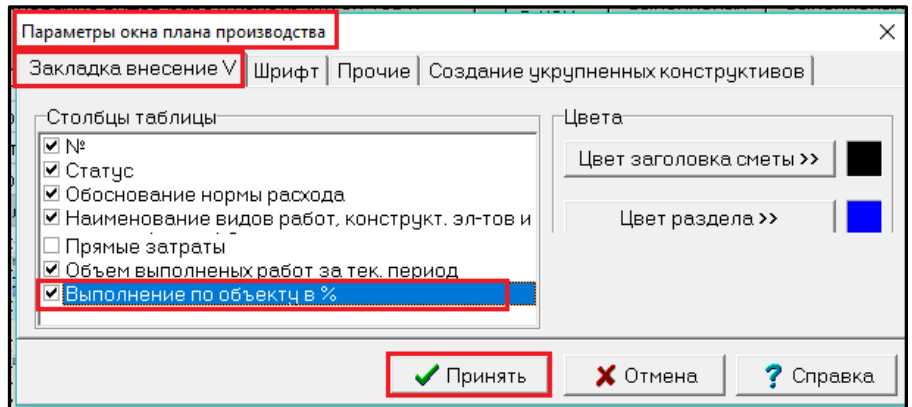 Параметры окна плана производства
Закладка внесение V Шрифт Прочие Создание укрупненных конструктивов
Столбцы таблицы
№
Статус
Обоснование нормы расхода
Наименование видов работ, конструкт. эл-тов и
Прямые затраты
Объем выполненых работ за тек. период
Выполнение по объекту в %
Цвета
Цвет заголовка сметы >>
Цвет раздела >>
Принять Отмена ? Справка